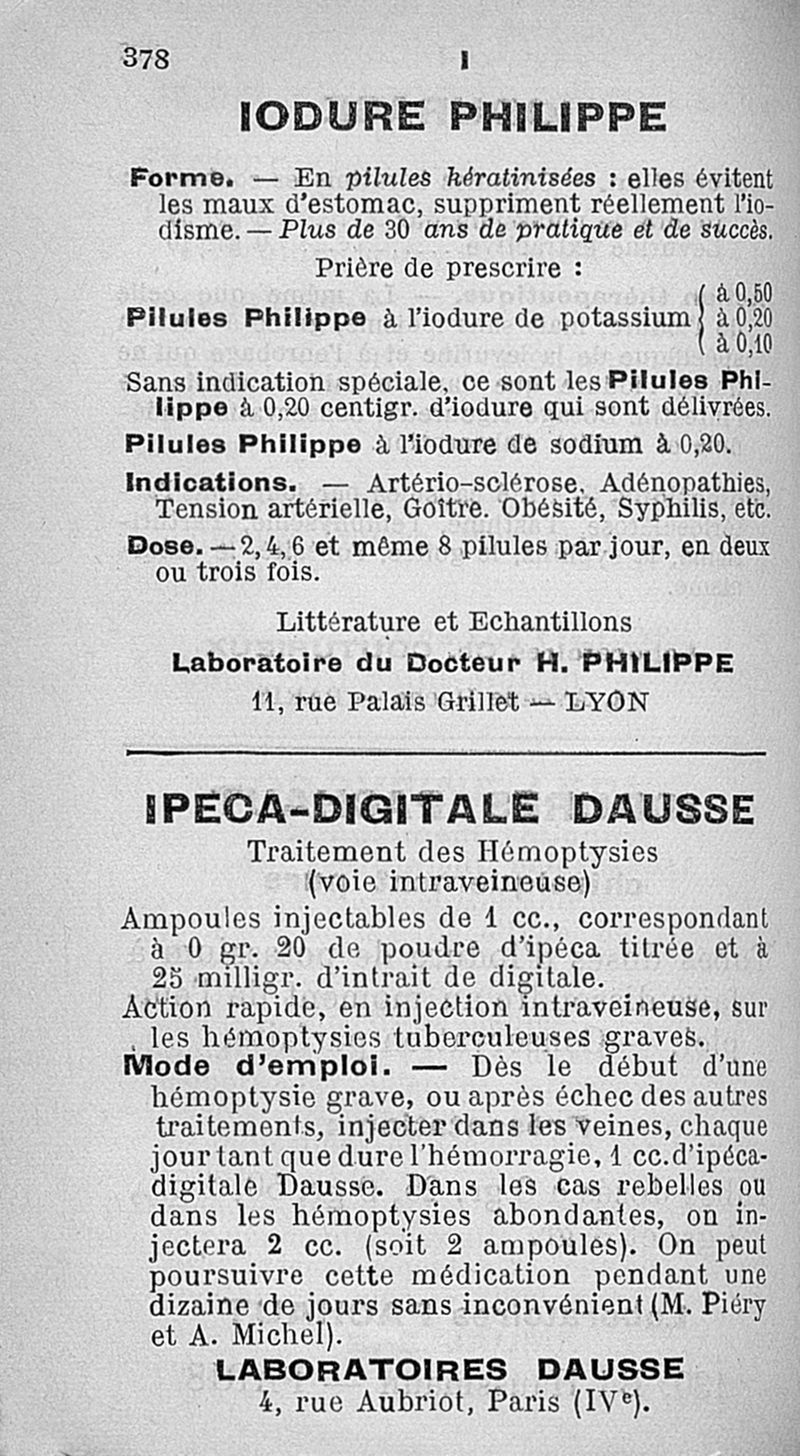 378 I
IODURE PHILIPPE
Forme. — En pilules kératinisées : elles évitent
les maux d'estomac, suppriment réellement l'io-
disme. — Plus de 30 ans de pratique et de succès.
Prière de prescrire :
Pilules Philippe à l'iodure de potassium { à 0,50
à 0,20
à 0,10
Sans indication spéciale, ce sont les Pilules Phi-
lippe à 0,20 centigr. d'iodure qui sont délivrées.
Pilules Philippe à l'iodure de sodium à 0,20.
Indications. — Artério-sclérose, Adénopathies,
Tension artérielle, Goître. Obésité, Syphilis, etc.
Dose. — 2, 4, 6 et même 8 pilules par jour, en deux
ou trois fois.
Littérature et Echantillons
Laboratoire du Docteur H. PHILIPPE
11, rue Palais Grillet — LYON
IPECA-DIGITALE DAUSSE
Traitement des Hémoptysies
(voie intraveineuse)
Ampoules injectables de 1 cc., correspondant
à 0 gr. 20 de poudre d'ipéca titrée et à
25 milligr. d'intrait de digitale.
Action rapide, en injection intraveineuse, sur
les hémoptysies tuberculeuses graves.
Mode d'emploi. — Dès le début d'une
hémoptysie grave, ou après échec des autres
traitements, injecter dans les veines, chaque
jour tant que dure l'hémorragie, 1 cc. d'ipéca-
digitale Dausse. Dans les cas rebelles ou
dans les hémoptysies abondantes, on in-
jectera 2 cc. (soit 2 ampoules). On peut
poursuivre cette médication pendant une
dizaine de jours sans inconvénient (M. Piéry
et A. Michel).
LABORATOIRES DAUSSE
4, rue Aubriot, Paris (IVe).